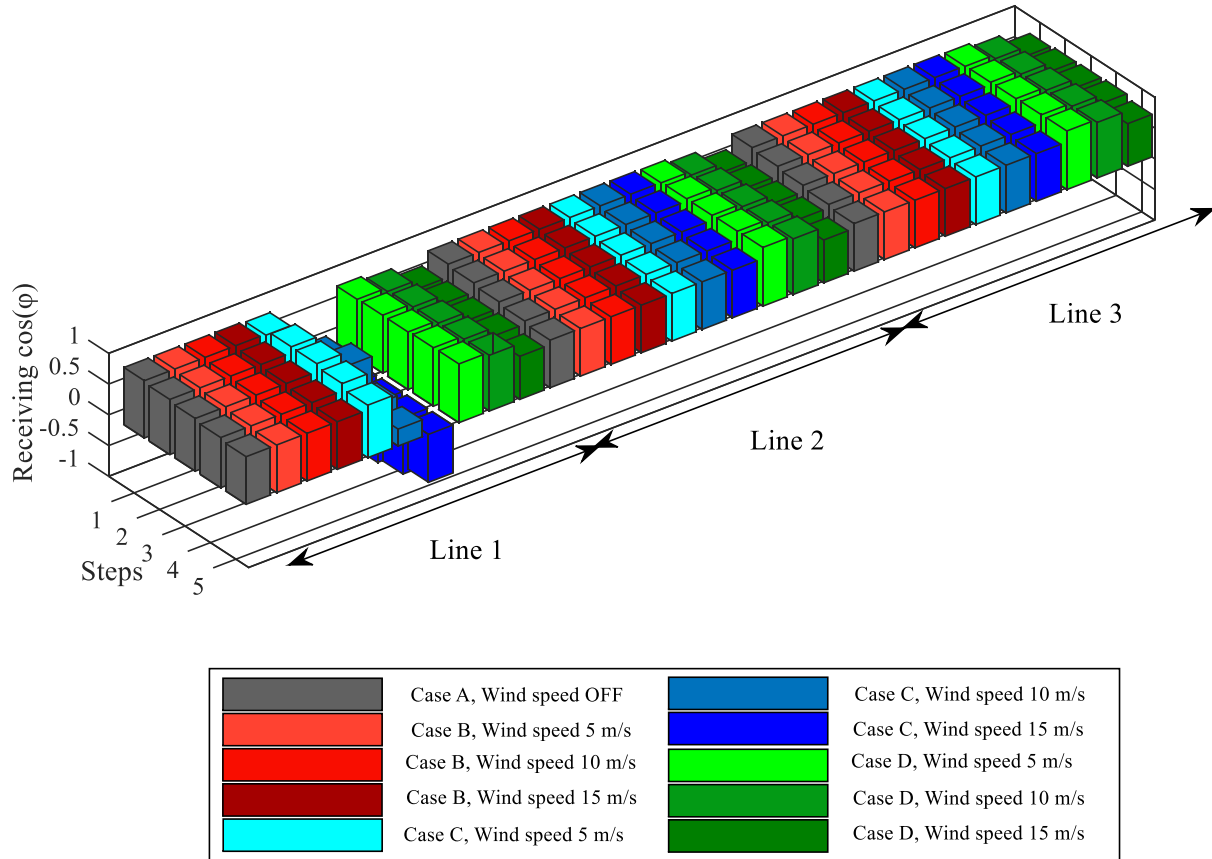 Receiving cos(φ)
1
0.5
0
-0.5
-1
1
2
3
4
5
Steps
Line 1
Line 2
Line 3
Case A, Wind speed OFF
Case B, Wind speed 5 m/s
Case B, Wind speed 10 m/s
Case B, Wind speed 15 m/s
Case C, Wind speed 5 m/s
Case C, Wind speed 10 m/s
Case C, Wind speed 15 m/s
Case D, Wind speed 5 m/s
Case D, Wind speed 10 m/s
Case D, Wind speed 15 m/s